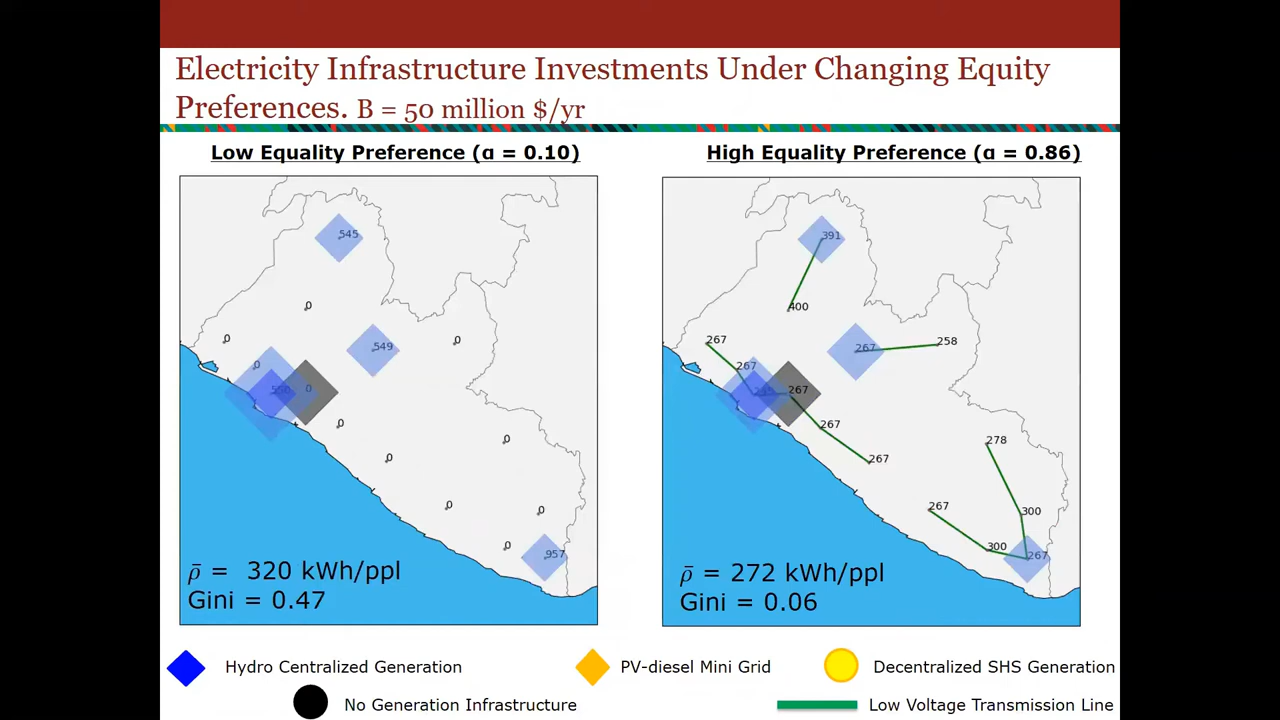 Electricity Infrastructure Investments Under Changing Equity
Preferences. B = 50 million $/yr
Low Equality Preference (α = 0.10)
545
0
0
0
549
0
0
0
0
0
0
0
0
957
ρ̄ = 320 kWh/ppl
Gini = 0.47
High Equality Preference (α = 0.86)
391
400
267
267
258
267
267
267
267
278
267
300
300
267
ρ̄ = 272 kWh/ppl
Gini = 0.06
Hydro Centralized Generation
PV-diesel Mini Grid
Decentralized SHS Generation
No Generation Infrastructure
Low Voltage Transmission Line